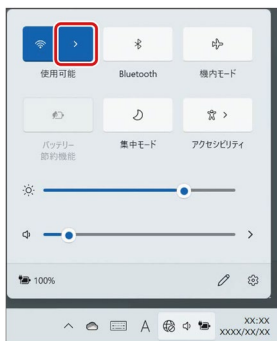 使用可能
Bluetooth
機内モード
バッテリー
節約機能
集中モード
アクセシビリティ
100%
A
XX:XX
XXXX/XX/XX